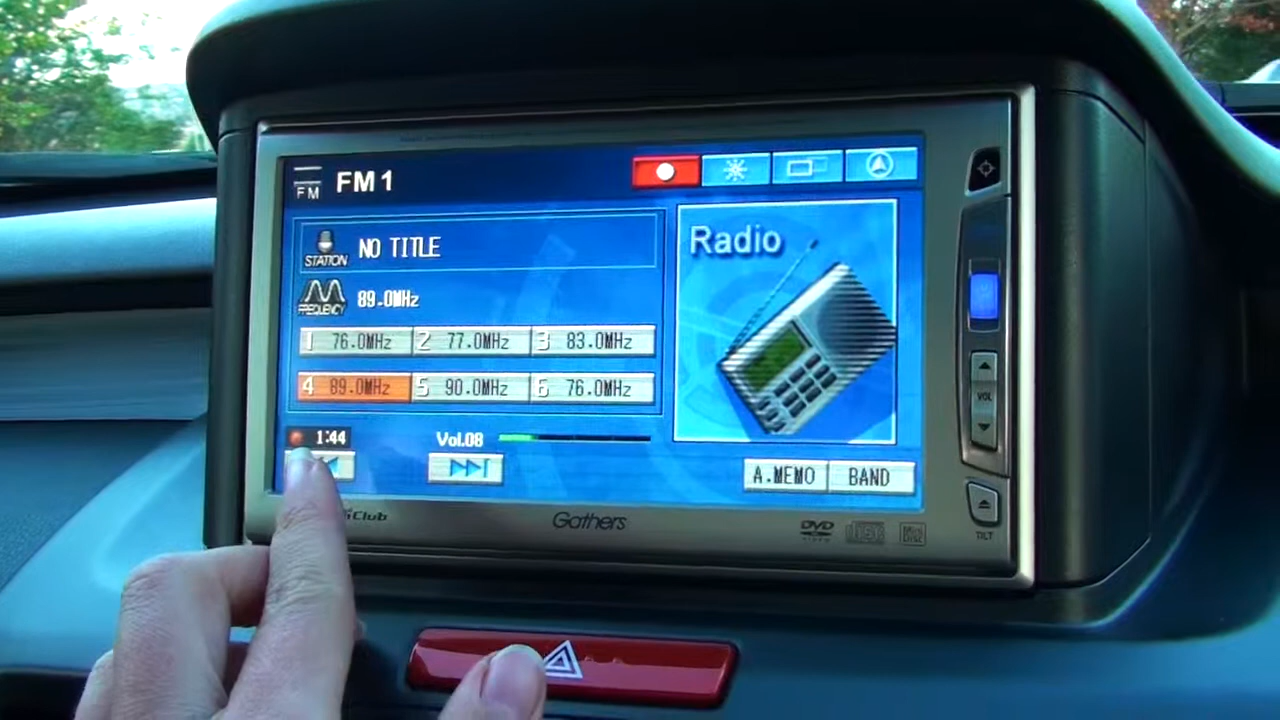 FM FM 1
STATION NO TITLE
Radio
FREQUENCY 89.0MHz
1 76.0MHz 2 77.0MHz 3 83.0MHz
4 89.0MHz 5 90.0MHz 6 76.0MHz
1:44 Vol.08
A.MEMO BAND
Club Gathers DVD VIDEO
VOL
TILT